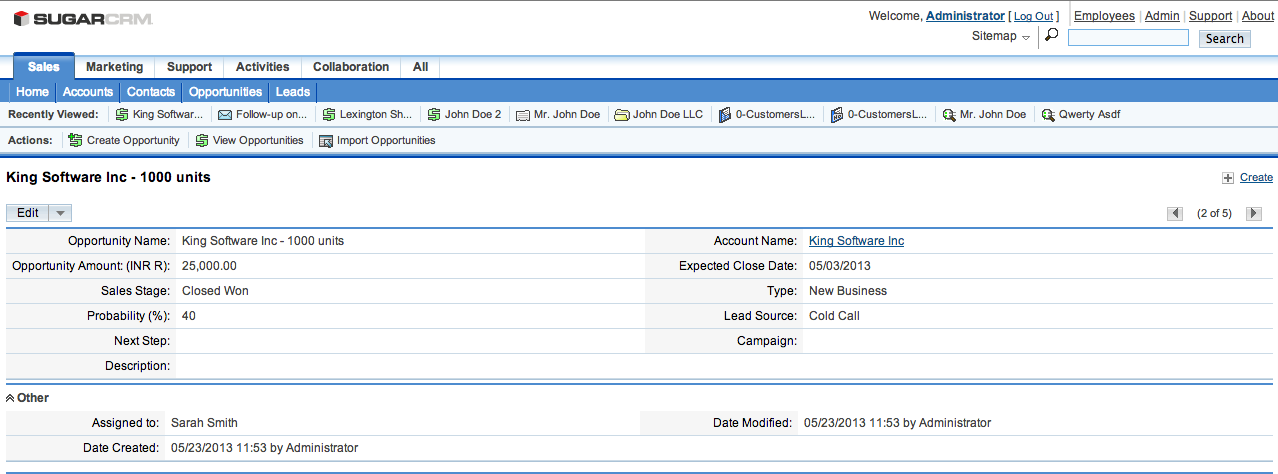 SUGARCRM
Welcome, Administrator [ Log Out ] Employees | Admin | Support | About
Sitemap Search
Sales Marketing Support Activities Collaboration All
Home Accounts Contacts Opportunities Leads
Recently Viewed: King Softwar... Follow-up on... Lexington Sh... John Doe 2 Mr. John Doe John Doe LLC 0-CustomersL... 0-CustomersL... Mr. John Doe Qwerty Asdf
Actions: Create Opportunity View Opportunities Import Opportunities
King Software Inc - 1000 units Create
Edit (2 of 5)
Opportunity Name: King Software Inc - 1000 units Account Name: King Software Inc
Opportunity Amount: (INR R): 25,000.00 Expected Close Date: 05/03/2013
Sales Stage: Closed Won Type: New Business
Probability (%): 40 Lead Source: Cold Call
Next Step: Campaign:
Description:
Other
Assigned to: Sarah Smith Date Modified: 05/23/2013 11:53 by Administrator
Date Created: 05/23/2013 11:53 by Administrator